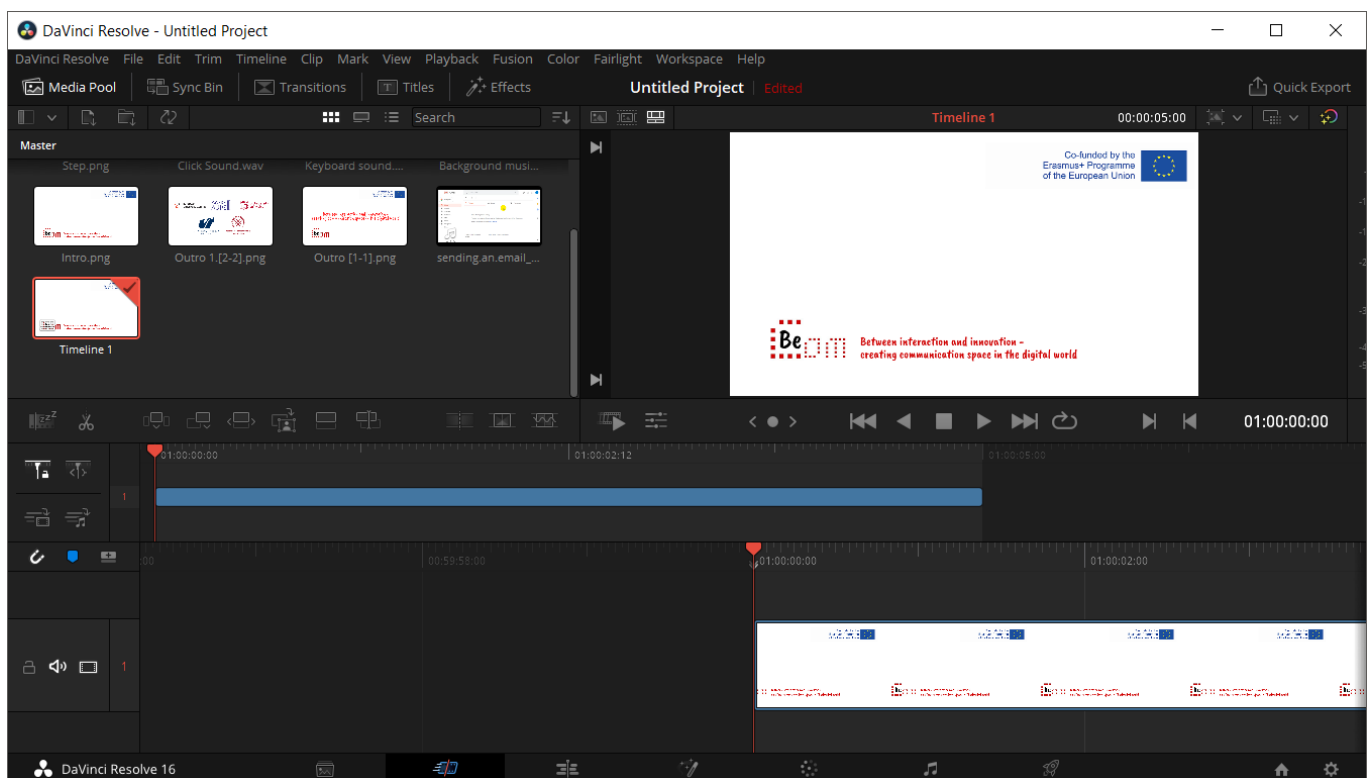 DaVinci Resolve - Untitled Project
DaVinci Resolve File Edit Trim Timeline Clip Mark View Playback Fusion Color Fairlight Workspace Help
Media Pool Sync Bin Transitions Titles Effects Untitled Project Edited Quick Export
Search Timeline 1 00:00:05:00
Master
Step.png Click Sound.wav Keyboard sound.... Background musi...
Intro.png Outro 1.[2-2].png Outro [1-1].png sending.an.email_...
Timeline 1
Co-funded by the
Erasmus+ Programme
of the European Union
Be
Between interaction and innovation –
creating communication space in the digital world
01:00:00:00
01:00:00:00 01:00:02:12 01:00:05:00
1
:00 00:59:58:00 01:00:00:00 01:00:02:00
1
DaVinci Resolve 16